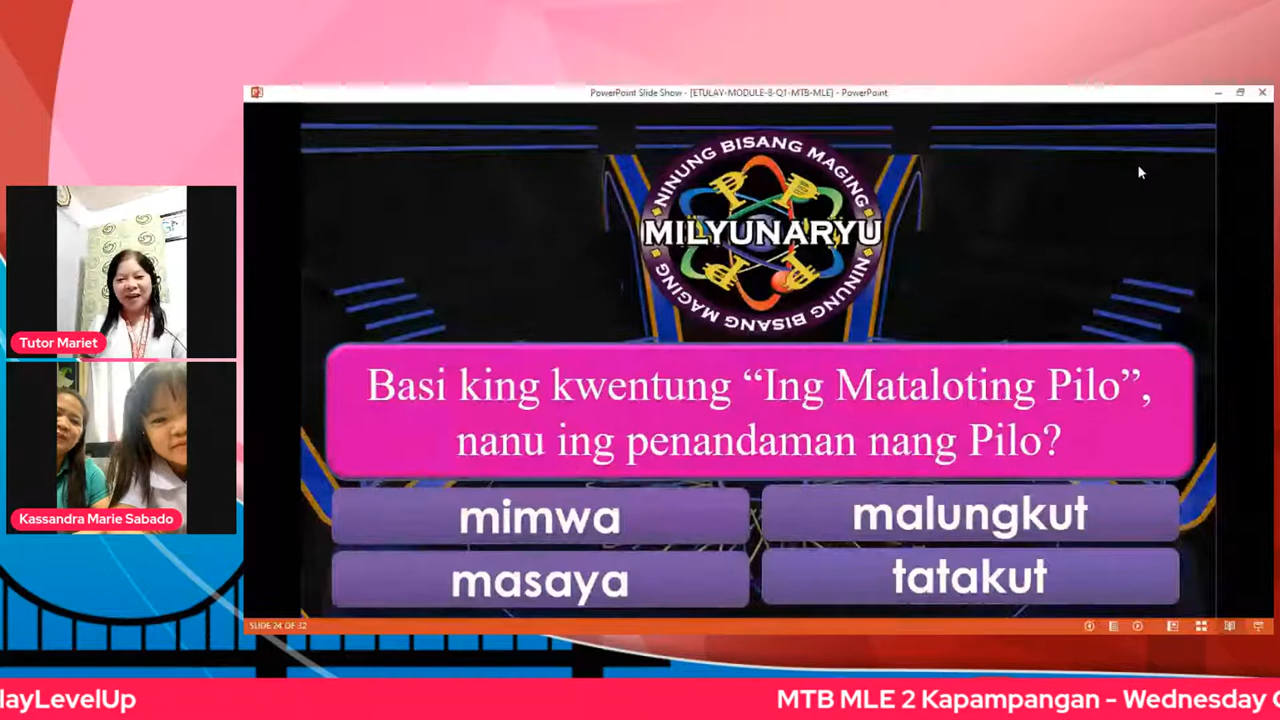 PowerPoint Slide Show - [ETULAY-MODULE-8-Q1-MTB-MLE] - PowerPoint
NINUNG BISANG MAGING
MILYUNARYU
NINUNG BISANG MAGING
Tutor Mariet
Basi king kwentung “Ing Mataloting Pilo”,
nanu ing penandaman nang Pilo?
Kassandra Marie Sabado
mimwa
malungkut
masaya
tatakut
SLIDE 24 OF 32
layLevelUp
MTB MLE 2 Kapampangan - Wednesday